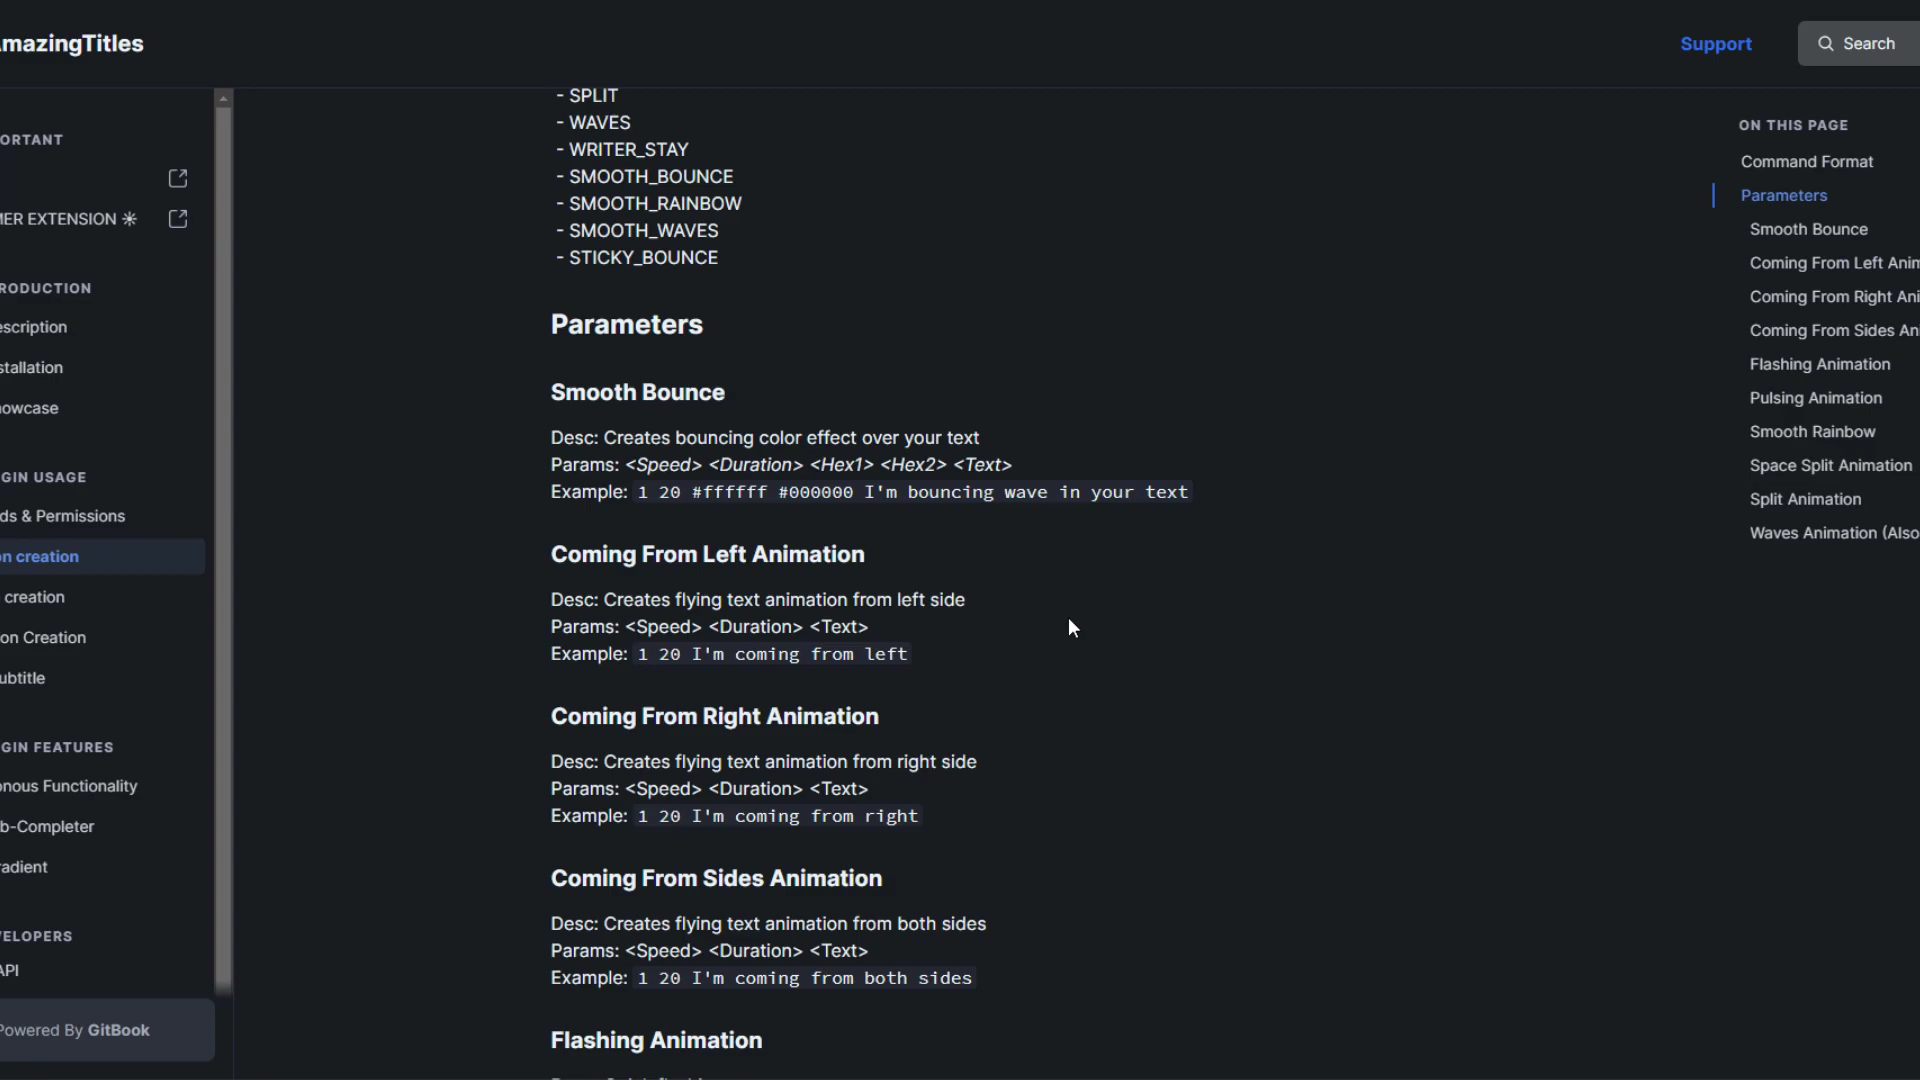 mazingTitles
Support
Search
ORTANT
MER EXTENSION ☀
RODUCTION
escription
stallation
howcase
GIN USAGE
ds & Permissions
on creation
creation
on Creation
ubtitle
GIN FEATURES
onous Functionality
b-Completer
radient
VELOPERS
API
Powered By GitBook
- SPLIT
- WAVES
- WRITER_STAY
- SMOOTH_BOUNCE
- SMOOTH_RAINBOW
- SMOOTH_WAVES
- STICKY_BOUNCE
Parameters
Smooth Bounce
Desc: Creates bouncing color effect over your text
Params: <Speed> <Duration> <Hex1> <Hex2> <Text>
Example: 1 20 #ffffff #000000 I'm bouncing wave in your text
Coming From Left Animation
Desc: Creates flying text animation from left side
Params: <Speed> <Duration> <Text>
Example: 1 20 I'm coming from left
Coming From Right Animation
Desc: Creates flying text animation from right side
Params: <Speed> <Duration> <Text>
Example: 1 20 I'm coming from right
Coming From Sides Animation
Desc: Creates flying text animation from both sides
Params: <Speed> <Duration> <Text>
Example: 1 20 I'm coming from both sides
Flashing Animation
ON THIS PAGE
Command Format
Parameters
Smooth Bounce
Coming From Left Anim
Coming From Right Ani
Coming From Sides An
Flashing Animation
Pulsing Animation
Smooth Rainbow
Space Split Animation
Split Animation
Waves Animation (Also